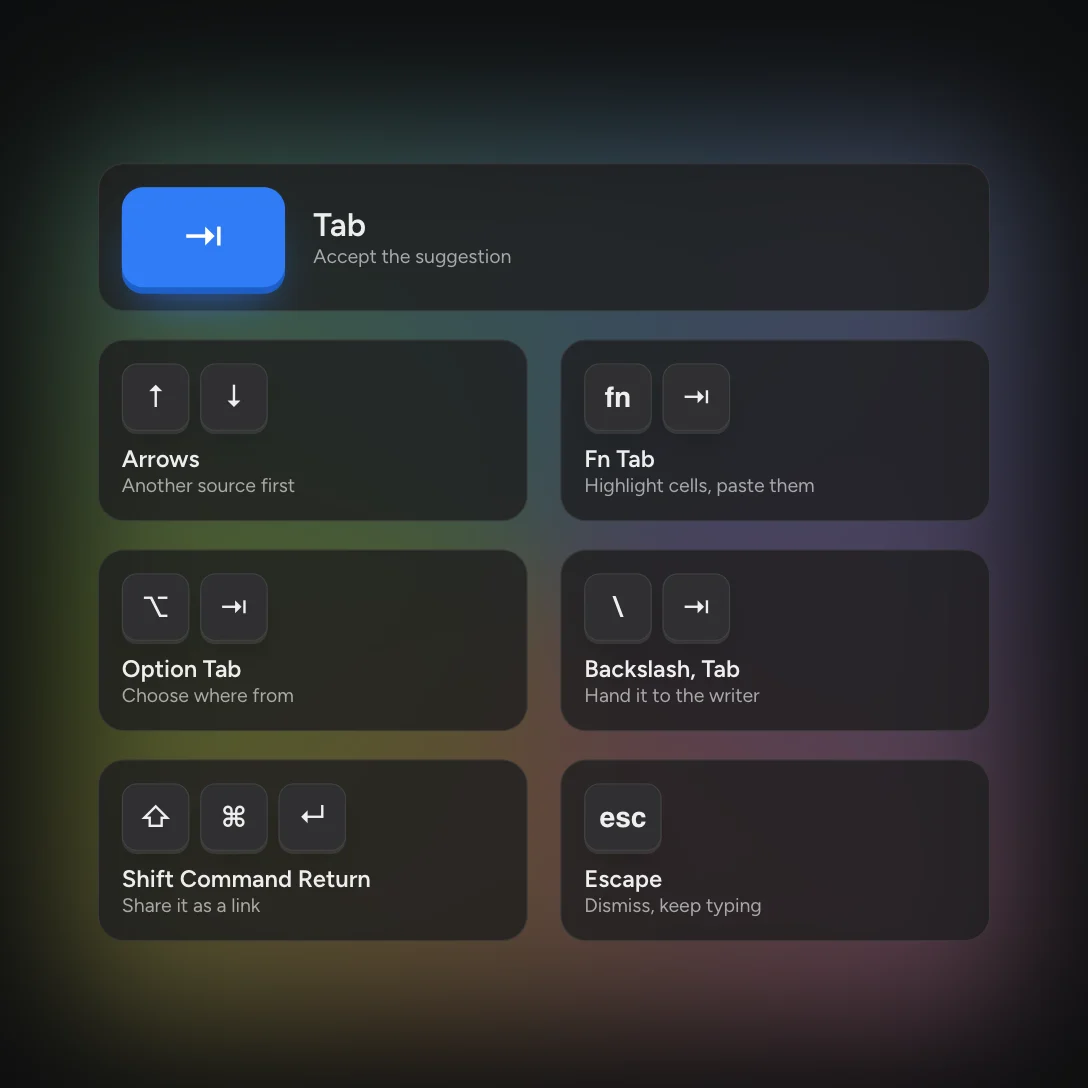 ⇥
Tab
Accept the suggestion
↑ ↓
Arrows
Another source first
fn ⇥
Fn Tab
Highlight cells, paste them
⌥ ⇥
Option Tab
Choose where from
\ ⇥
Backslash, Tab
Hand it to the writer
⇧ ⌘ ↵
Shift Command Return
Share it as a link
esc
Escape
Dismiss, keep typing